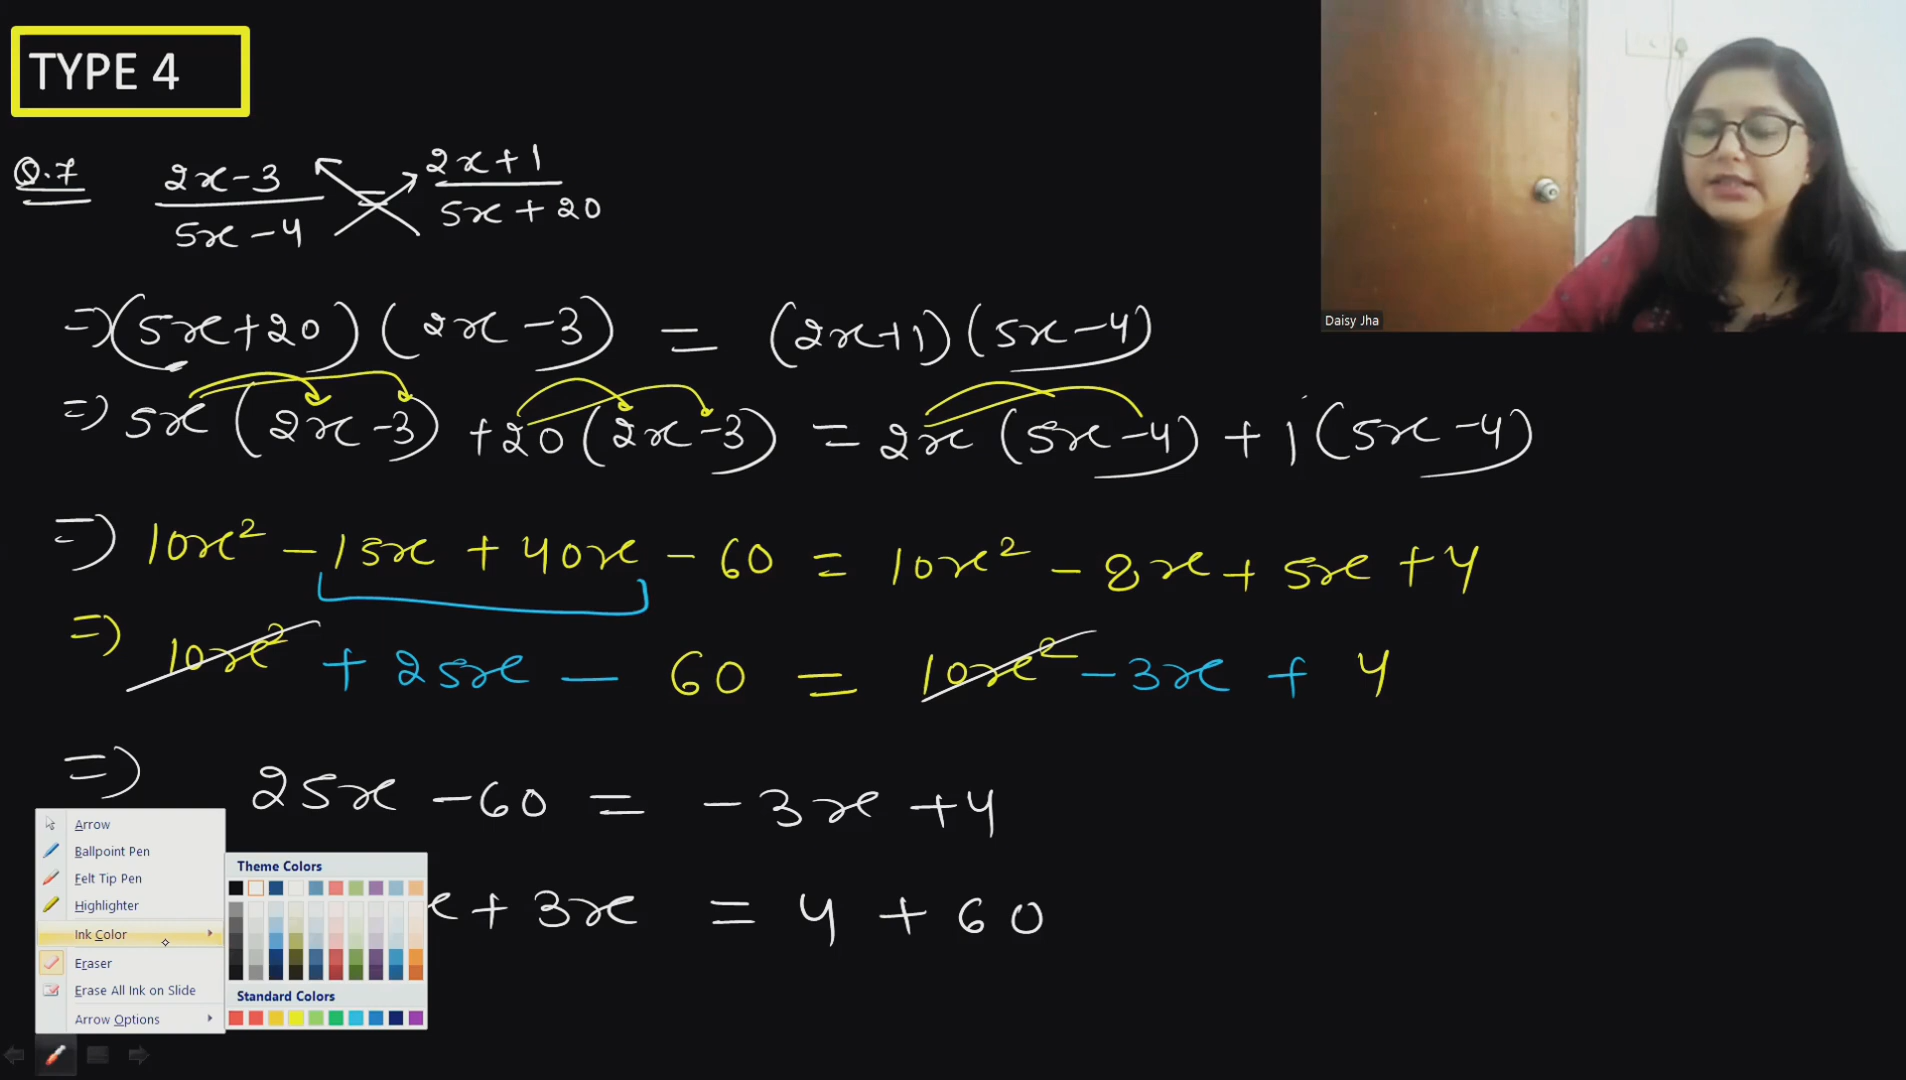 TYPE 4
Q.7 2x-3/5x-4 = 2x+1/5x+20
=) (5x+20) (2x-3) = (2x+1) (5x-4)
=) 5x (2x-3) +20 (2x-3) = 2x (5x-4) + 1 (5x-4)
=) 10x² - 15x + 40x - 60 = 10x² - 8x + 5x + 4
=) 10x² + 25x - 60 = 10x² - 3x + 4
=) 25x - 60 = - 3x + 4
x + 3x = 4 + 60
Daisy Jha
Arrow
Ballpoint Pen
Felt Tip Pen
Highlighter
Ink Color
Eraser
Erase All Ink on Slide
Arrow Options
Theme Colors
Standard Colors